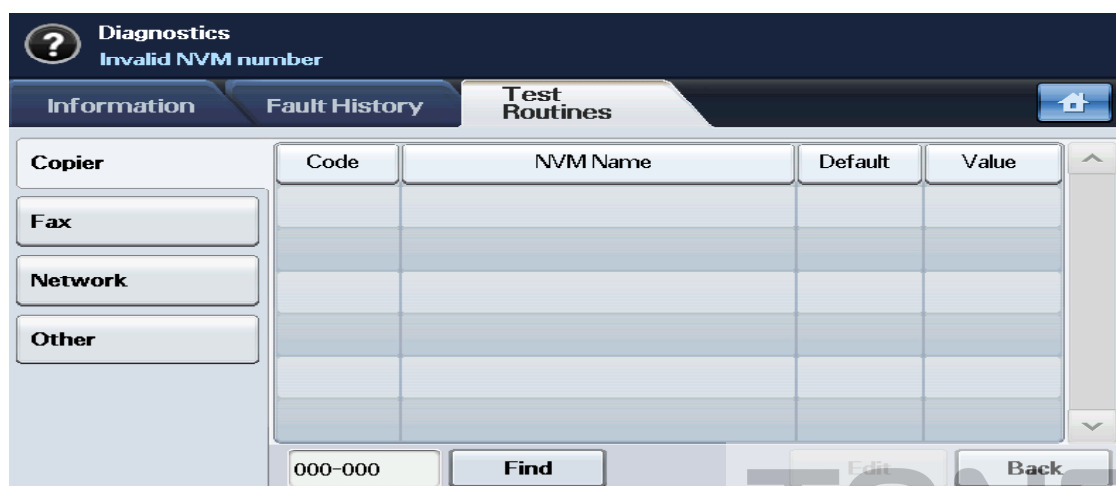 Diagnostics
Invalid NVM number
Information Fault History Test Routines
Copier Code NVM Name Default Value
Fax
Network
Other
000-000 Find Edit Back